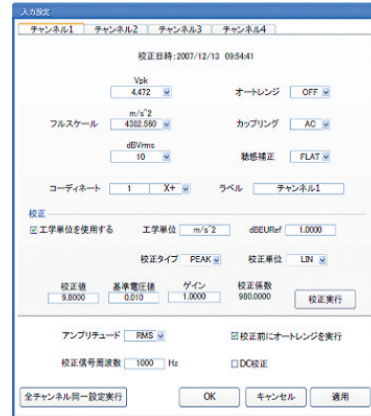 入力設定
チャンネル1 チャンネル2 チャンネル3 チャンネル4
校正日時:2007/12/13 09:54:41
Vpk
4.472 オートレンジ OFF
m/s^2
フルスケール 4382.560 カップリング AC
dBVrms
10 聴感補正 FLAT
コーディネート 1 X+ ラベル チャンネル1
校正
工学単位を使用する 工学単位 m/s^2 dBEURef 1.0000
校正タイプ PEAK 校正単位 LIN
校正値 基準電圧値 ゲイン 校正係数
9.8000 0.010 1.0000 980.0000 校正実行
アンプリチュード RMS 校正前にオートレンジを実行
校正信号周波数 1000 Hz DC校正
全チャンネル同一設定実行 OK キャンセル 適用